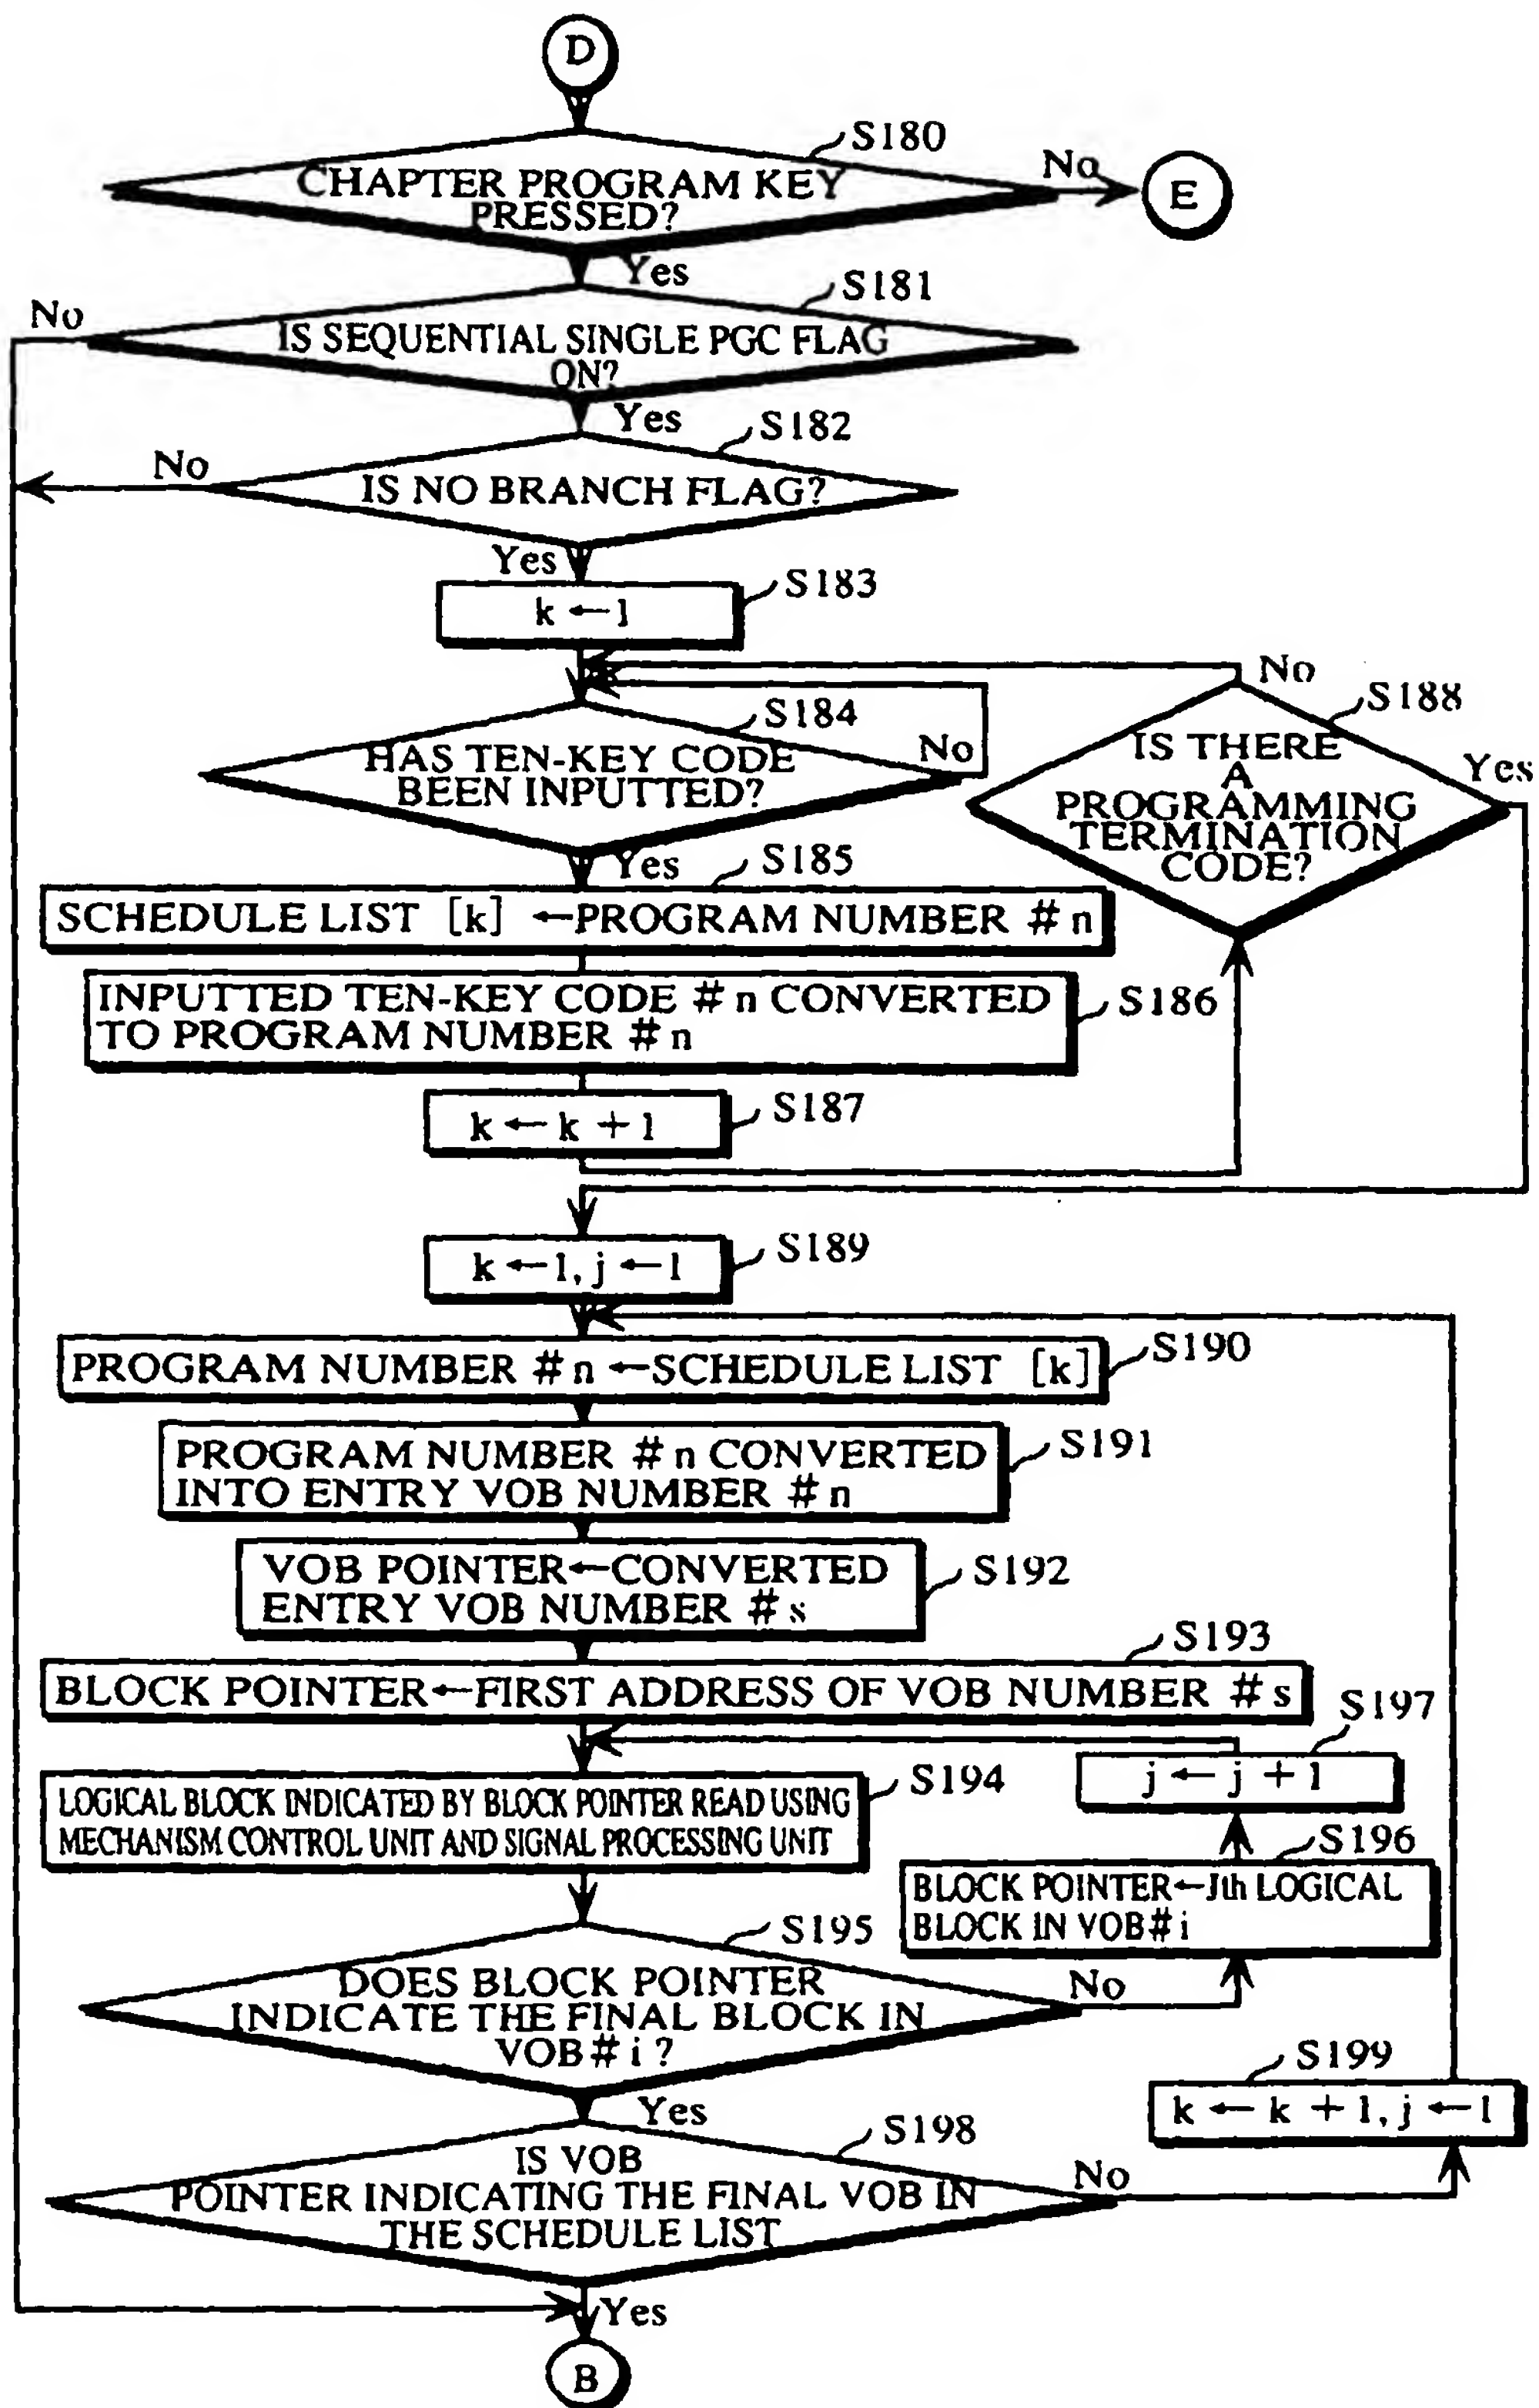 D
S180
CHAPTER PROGRAM KEY
PRESSED?
No
E
Yes
S181
No
IS SEQUENTIAL SINGLE PGC FLAG
ON?
Yes
S182
No
IS NO BRANCH FLAG?
Yes
S183
k ← 1
No
S188
S184
HAS TEN-KEY CODE
BEEN INPUTTED?
No
IS THERE
A
PROGRAMMING
TERMINATION
CODE?
Yes
Yes
S185
SCHEDULE LIST [k] ←PROGRAM NUMBER # n
INPUTTED TEN-KEY CODE # n CONVERTED
TO PROGRAM NUMBER # n
S186
k ← k + 1
S187
k ← 1, j ← 1
S189
PROGRAM NUMBER # n ←SCHEDULE LIST [k]
S190
PROGRAM NUMBER # n CONVERTED
INTO ENTRY VOB NUMBER # n
S191
VOB POINTER←CONVERTED
ENTRY VOB NUMBER # s
S192
S193
BLOCK POINTER←FIRST ADDRESS OF VOB NUMBER # s
S197
j ← j + 1
LOGICAL BLOCK INDICATED BY BLOCK POINTER READ USING
MECHANISM CONTROL UNIT AND SIGNAL PROCESSING UNIT
S194
S196
BLOCK POINTER←Jth LOGICAL
BLOCK IN VOB# i
S195
DOES BLOCK POINTER
INDICATE THE FINAL BLOCK IN
VOB# i ?
No
Yes
S199
k ← k + 1, j ← 1
S198
IS VOB
POINTER INDICATING THE FINAL VOB IN
THE SCHEDULE LIST
No
Yes
B